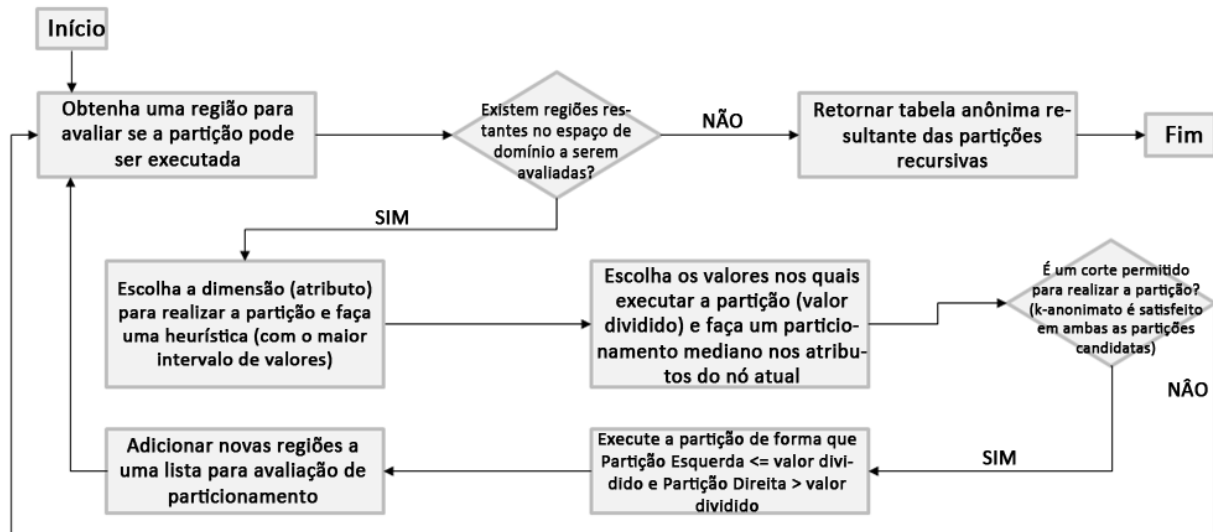 Início
Obtenha uma região para
avaliar se a partição pode
ser executada
Existem regiões res-
tantes no espaço de
domínio a serem
avaliadas?
NÃO
Retornar tabela anônima re-
sultante das partições
recursivas
Fim
SIM
Escolha a dimensão (atributo)
para realizar a partição e faça
uma heurística (com o maior
intervalo de valores)
Escolha os valores nos quais
executar a partição (valor
dividido) e faça um particio-
namento mediano nos atribu-
tos do nó atual
É um corte permitido
para realizar a partição?
(k-anonimato é satisfeito
em ambas as partições
candidatas)
NÂO
SIM
Execute a partição de forma que
Partição Esquerda <= valor divi-
dido e Partição Direita > valor
dividido
Adicionar novas regiões a
uma lista para avaliação de
particionamento